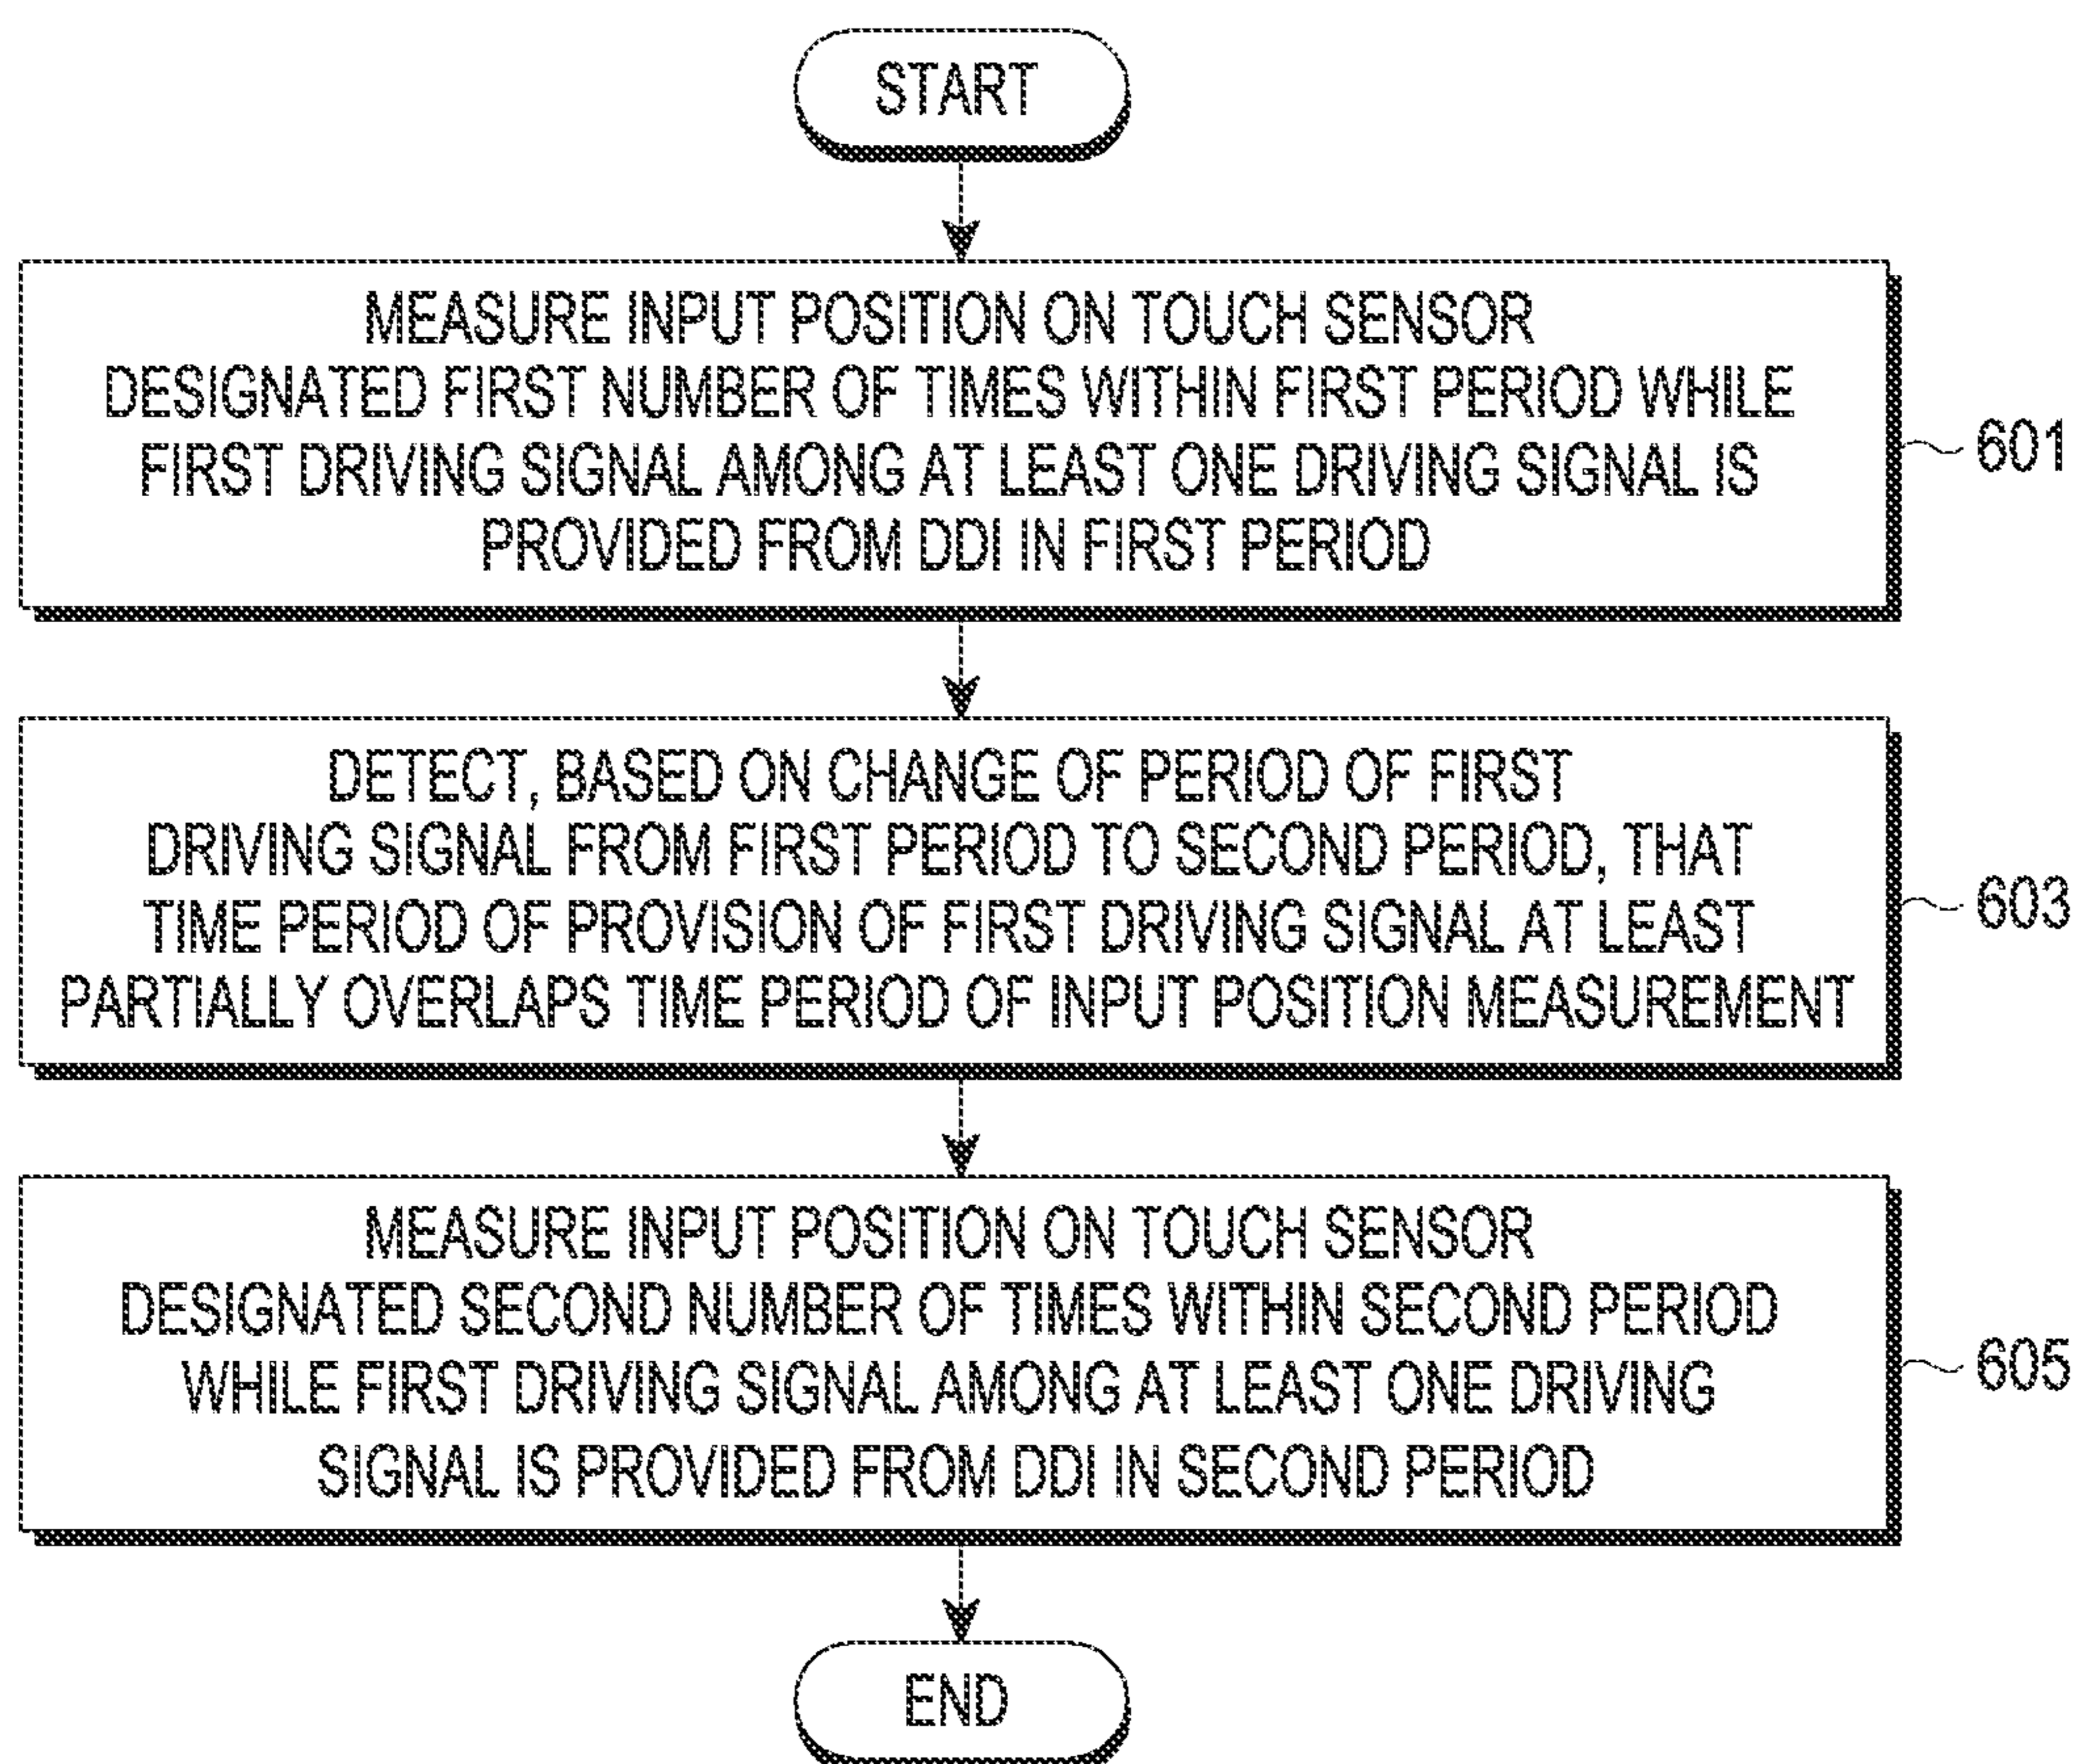 START
MEASURE INPUT POSITION ON TOUCH SENSOR
DESIGNATED FIRST NUMBER OF TIMES WITHIN FIRST PERIOD WHILE
FIRST DRIVING SIGNAL AMONG AT LEAST ONE DRIVING SIGNAL IS
PROVIDED FROM DDI IN FIRST PERIOD
601
DETECT, BASED ON CHANGE OF PERIOD OF FIRST
DRIVING SIGNAL FROM FIRST PERIOD TO SECOND PERIOD, THAT
TIME PERIOD OF PROVISION OF FIRST DRIVING SIGNAL AT LEAST
PARTIALLY OVERLAPS TIME PERIOD OF INPUT POSITION MEASUREMENT
603
MEASURE INPUT POSITION ON TOUCH SENSOR
DESIGNATED SECOND NUMBER OF TIMES WITHIN SECOND PERIOD
WHILE FIRST DRIVING SIGNAL AMONG AT LEAST ONE DRIVING
SIGNAL IS PROVIDED FROM DDI IN SECOND PERIOD
605
END